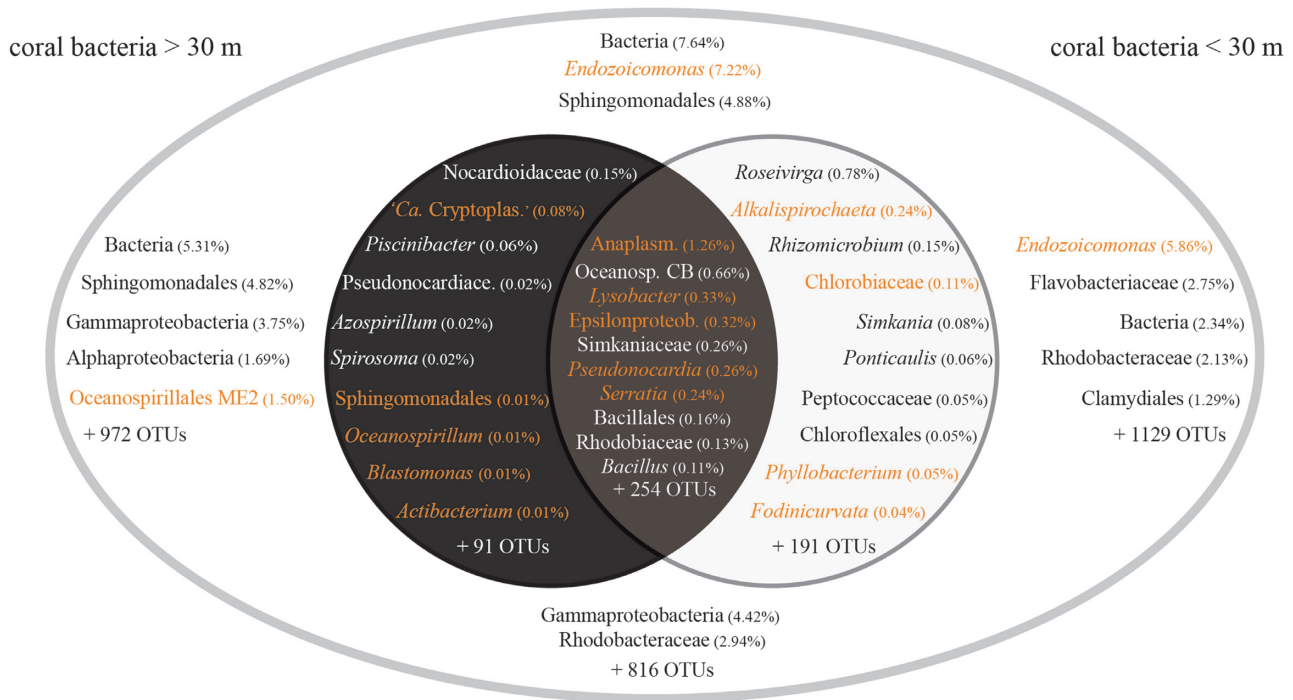 coral bacteria > 30 m
coral bacteria < 30 m
Bacteria (7.64%)
Endozoicomonas (7.22%)
Sphingomonadales (4.88%)
Bacteria (5.31%)
Sphingomonadales (4.82%)
Gammaproteobacteria (3.75%)
Alphaproteobacteria (1.69%)
Oceanospirillales ME2 (1.50%)
+ 972 OTUs
Nocardioidaceae (0.15%)
‘Ca. Cryptoplas.’ (0.08%)
Piscinibacter (0.06%)
Pseudonocardiace. (0.02%)
Azospirillum (0.02%)
Spirosoma (0.02%)
Sphingomonadales (0.01%)
Oceanospirillum (0.01%)
Blastomonas (0.01%)
Actibacterium (0.01%)
+ 91 OTUs
Anaplasm. (1.26%)
Oceanosp. CB (0.66%)
Lysobacter (0.33%)
Epsilonproteob. (0.32%)
Simkaniaceae (0.26%)
Pseudonocardia (0.26%)
Serratia (0.24%)
Bacillales (0.16%)
Rhodobiaceae (0.13%)
Bacillus (0.11%)
+ 254 OTUs
Roseivirga (0.78%)
Alkalispirochaeta (0.24%)
Rhizomicrobium (0.15%)
Chlorobiaceae (0.11%)
Simkania (0.08%)
Ponticaulis (0.06%)
Peptococcaceae (0.05%)
Chloroflexales (0.05%)
Phyllobacterium (0.05%)
Fodinicurvata (0.04%)
+ 191 OTUs
Endozoicomonas (5.86%)
Flavobacteriaceae (2.75%)
Bacteria (2.34%)
Rhodobacteraceae (2.13%)
Clamydiales (1.29%)
+ 1129 OTUs
Gammaproteobacteria (4.42%)
Rhodobacteraceae (2.94%)
+ 816 OTUs